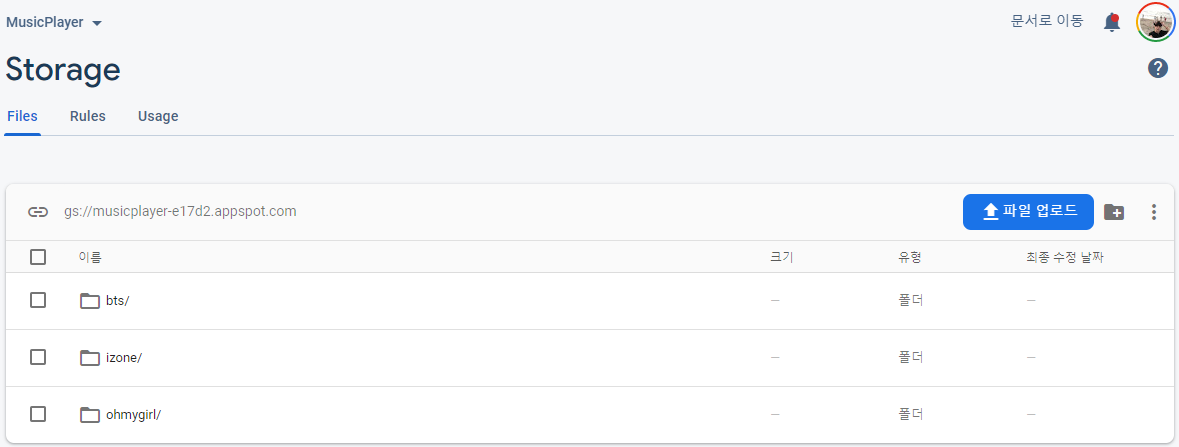 MusicPlayer 문서로 이동
Storage
Files Rules Usage
gs://musicplayer-e17d2.appspot.com 파일 업로드
이름 크기 유형 최종 수정 날짜
bts/ — 폴더 —
izone/ — 폴더 —
ohmygirl/ — 폴더 —